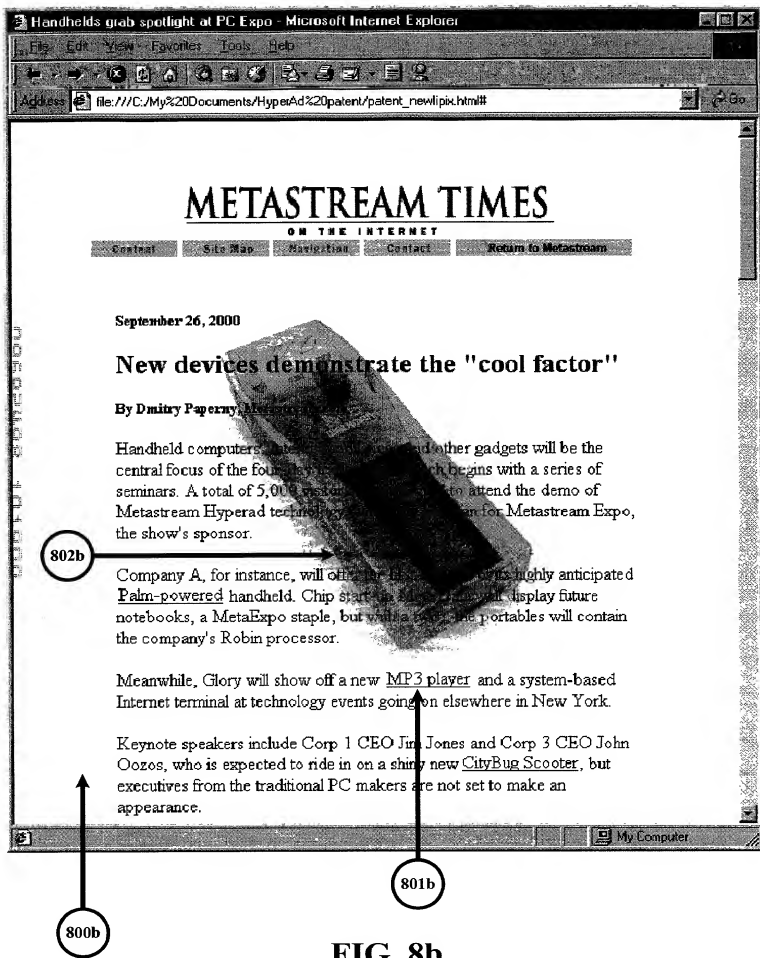 Handhelds grab spotlight at PC Expo - Microsoft Internet Explorer
File Edit View Favorites Tools Help
Address file:///C:/My%20Documents/HyperAd%20patent/patent_newlipix.html# Go
METASTREAM TIMES
ON THE INTERNET
Content Site Map Navigation Contact Return to Metastream
September 26, 2000
New devices demonstrate the "cool factor"
By Dmitry Paperny,
Handheld computers, other gadgets will be the
central focus of the four begins with a series of
seminars. A total of 5,000 to attend the demo of
Metastream Hyperad technology for Metastream Expo,
the show's sponsor.
802b
Company A, for instance, will highly anticipated
Palm-powered handheld. Chip display future
notebooks, a MetaExpo staple, but portables will contain
the company's Robin processor.
Meanwhile, Glory will show off a new MP3 player and a system-based
Internet terminal at technology events going on elsewhere in New York.
Keynote speakers include Corp 1 CEO Jim Jones and Corp 3 CEO John
Oozos, who is expected to ride in on a shiny new CityBug Scooter, but
executives from the traditional PC makers are not set to make an
appearance.
My Computer
801b
800b
FIG. 8b